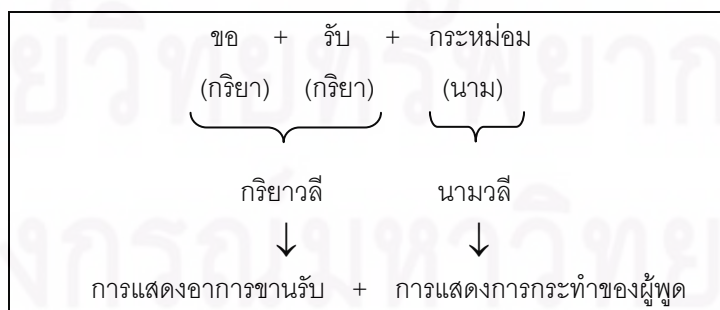 ขอ + รับ + กระหม่อม
(กริยา) (กริยา) (นาม)
กริยาวลี นามวลี
↓ ↓
การแสดงอาการขานรับ + การแสดงการกระทำของผู้พูด